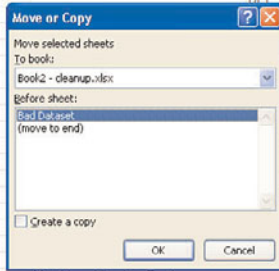 Move or Copy
Move selected sheets
To book:
Book2 - cleanup.xlsx
Before sheet:
Bad Dataset
(move to end)
Create a copy
OK
Cancel